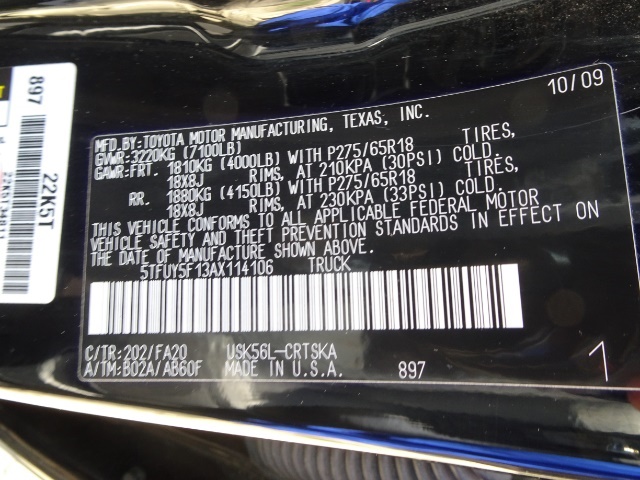 10/09
MFD.BY:TOYOTA MOTOR MANUFACTURING, TEXAS, INC.
GVWR:3220KG (7100LB)
GAWR:FRT. 1810KG (4000LB) WITH P275/65R18 TIRES,
18X8J RIMS, AT 210KPA (30PSI) COLD.
RR. 1880KG (4150LB) WITH P275/65R18 TIRES,
18X8J RIMS, AT 230KPA (33PSI) COLD.
THIS VEHICLE CONFORMS TO ALL APPLICABLE FEDERAL MOTOR
VEHICLE SAFETY AND THEFT PREVENTION STANDARDS IN EFFECT ON
THE DATE OF MANUFACTURE SHOWN ABOVE.
5TFUY5F13AX114106 TRUCK
C/TR:202/FA20 USK56L-CRTSKA
A/TM:B02A/AB60F MADE IN U.S.A. 897
1
897
22K5T